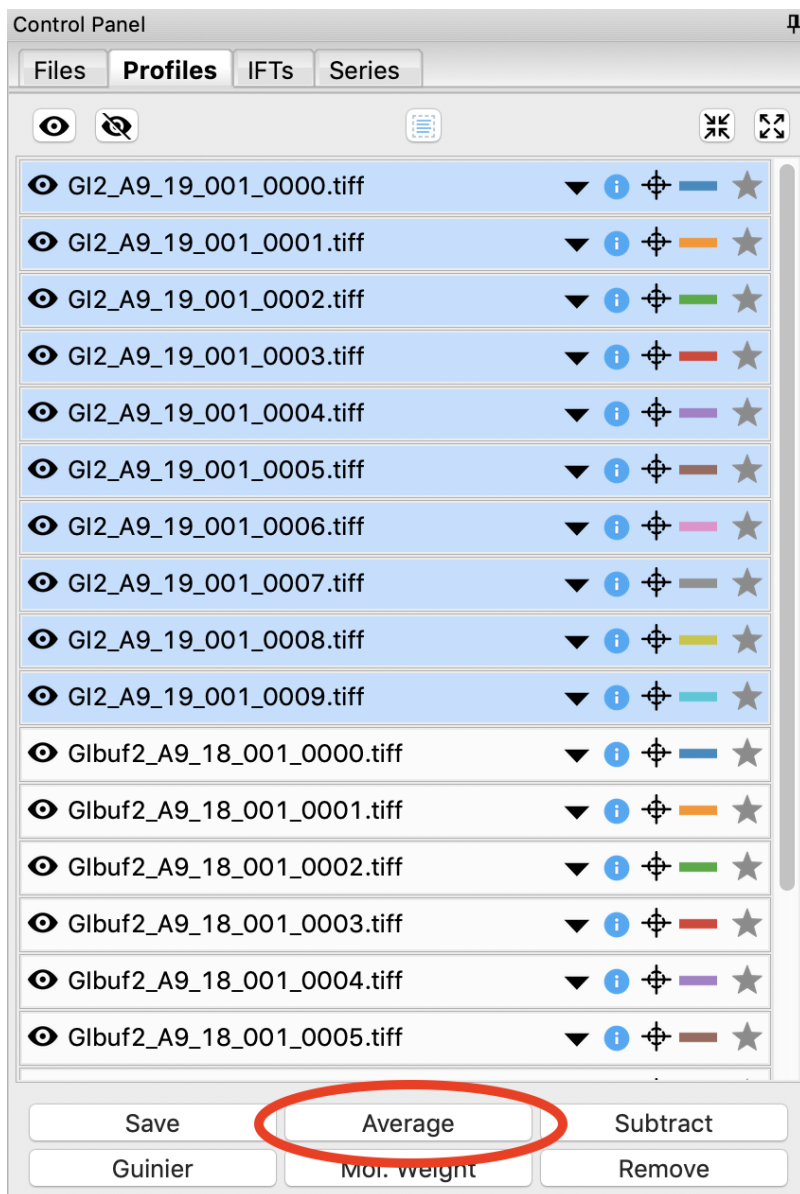 Control Panel
Files Profiles IFTs Series
GI2_A9_19_001_0000.tiff
GI2_A9_19_001_0001.tiff
GI2_A9_19_001_0002.tiff
GI2_A9_19_001_0003.tiff
GI2_A9_19_001_0004.tiff
GI2_A9_19_001_0005.tiff
GI2_A9_19_001_0006.tiff
GI2_A9_19_001_0007.tiff
GI2_A9_19_001_0008.tiff
GI2_A9_19_001_0009.tiff
GIbuf2_A9_18_001_0000.tiff
GIbuf2_A9_18_001_0001.tiff
GIbuf2_A9_18_001_0002.tiff
GIbuf2_A9_18_001_0003.tiff
GIbuf2_A9_18_001_0004.tiff
GIbuf2_A9_18_001_0005.tiff
Save Average Subtract
Guinier Mol. Weight Remove